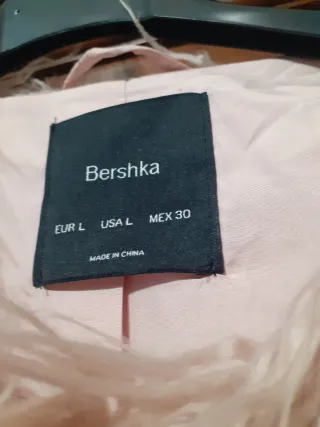 Bershka
EUR L USA L MEX 30
MADE IN CHINA